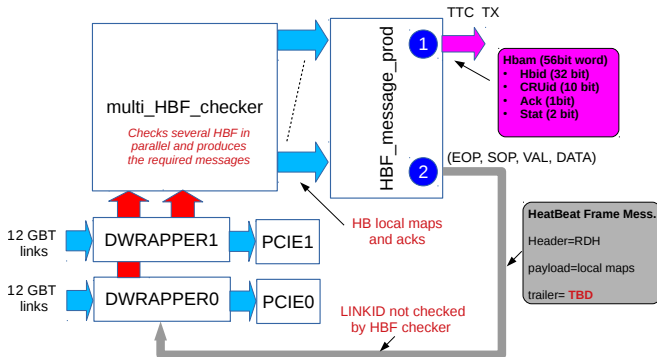 TTC TX
1
Hbam (56bit word)
• Hbid (32 bit)
• CRUid (10 bit)
• Ack (1bit)
• Stat (2 bit)
multi_HBF_checker
Checks several HBF in
parallel and produces
the required messages
HBF_message_prod
2
(EOP, SOP, VAL, DATA)
HB local maps
and acks
HeatBeat Frame Mess.
Header=RDH
payload=local maps
trailer= TBD
12 GBT
links
DWRAPPER1
PCIE1
12 GBT
links
DWRAPPER0
PCIE0
LINKID not checked
by HBF checker